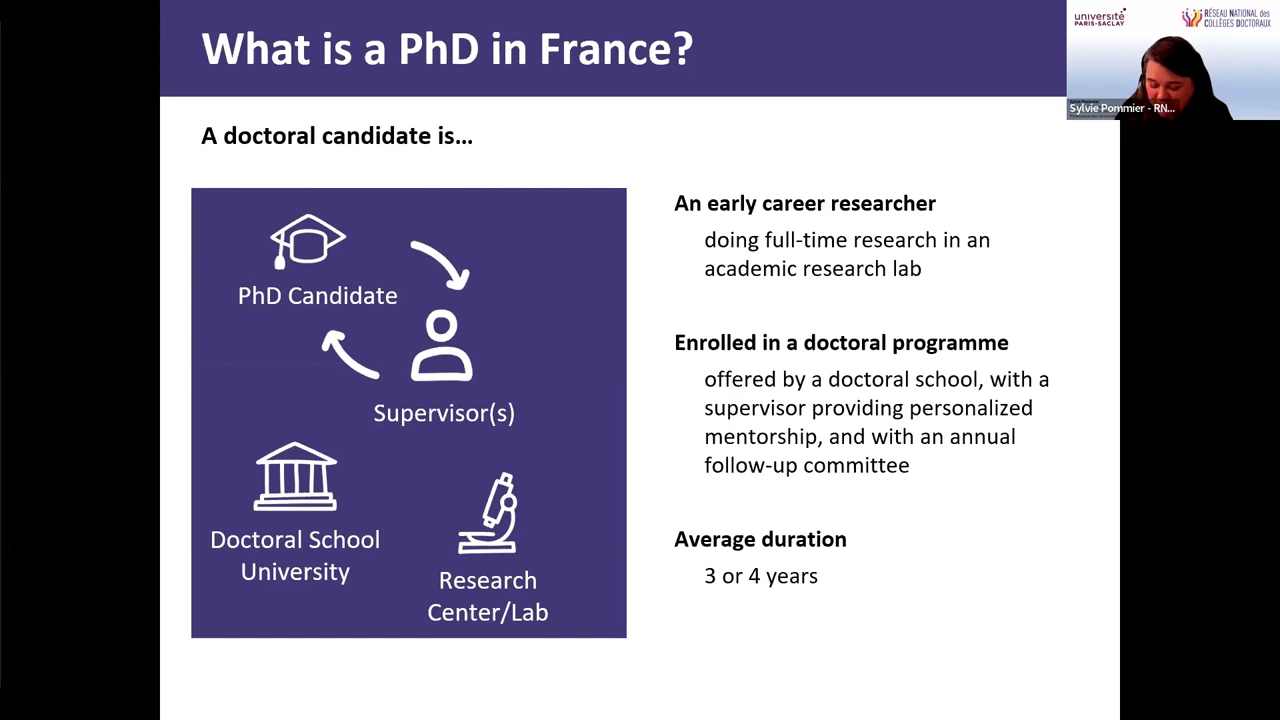 What is a PhD in France?
université
PARIS-SACLAY
RÉSEAU NATIONAL des
COLLÈGES DOCTORAUX
Sylvie Pommier - RN...
A doctoral candidate is...
PhD Candidate
Supervisor(s)
Doctoral School
University
Research
Center/Lab
An early career researcher
doing full-time research in an
academic research lab
Enrolled in a doctoral programme
offered by a doctoral school, with a
supervisor providing personalized
mentorship, and with an annual
follow-up committee
Average duration
3 or 4 years